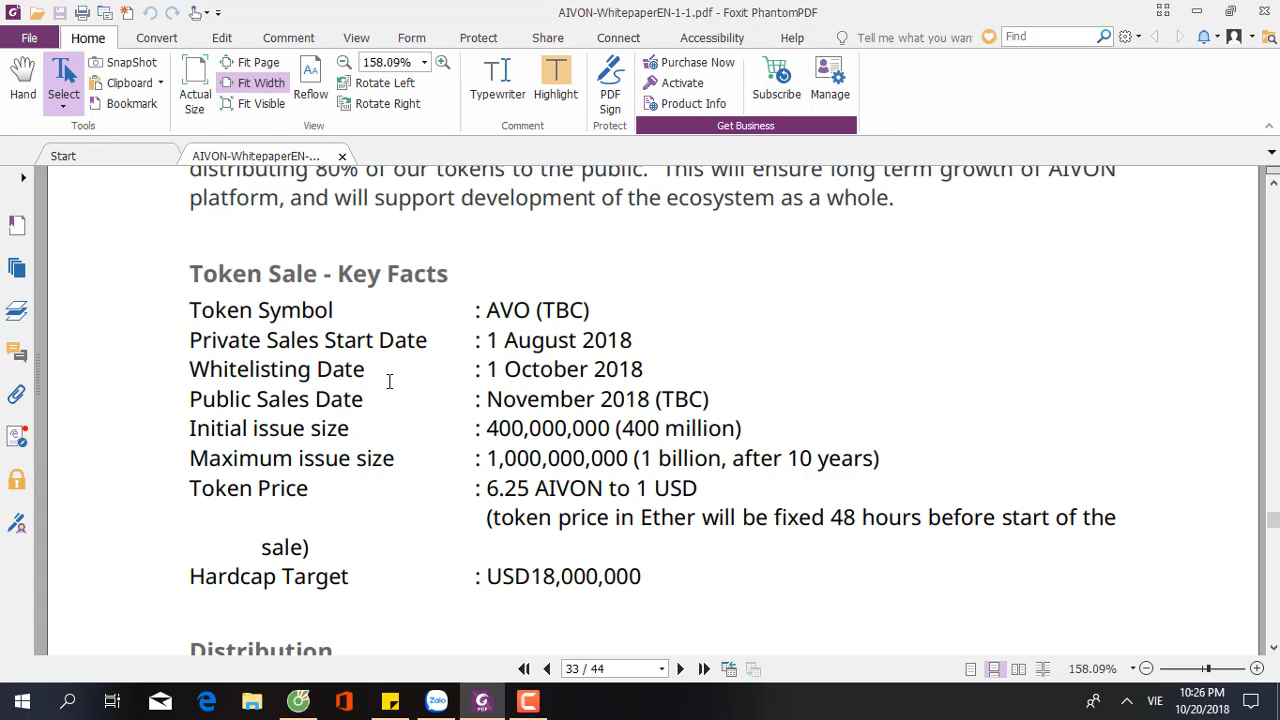 AIVON-WhitepaperEN-1-1.pdf - Foxit PhantomPDF
File Home Convert Edit Comment View Form Protect Share Connect Accessibility Help Tell me what you want Find
Hand
Select
SnapShot
Clipboard
Bookmark
Tools
Actual Size
Fit Page
Fit Width
Fit Visible
Reflow
158.09%
Rotate Left
Rotate Right
View
Typewriter
Highlight
Comment
PDF Sign
Protect
Purchase Now
Activate
Product Info
Subscribe
Manage
Get Business
Start
AIVON-WhitepaperEN-...
distributing 80% of our tokens to the public. This will ensure long term growth of AIVON
platform, and will support development of the ecosystem as a whole.
Token Sale - Key Facts
Token Symbol : AVO (TBC)
Private Sales Start Date : 1 August 2018
Whitelisting Date : 1 October 2018
Public Sales Date : November 2018 (TBC)
Initial issue size : 400,000,000 (400 million)
Maximum issue size : 1,000,000,000 (1 billion, after 10 years)
Token Price : 6.25 AIVON to 1 USD
(token price in Ether will be fixed 48 hours before start of the
sale)
Hardcap Target : USD18,000,000
Distribution
33 / 44
158.09%
Zalo
PDF
VIE
10:26 PM
10/20/2018